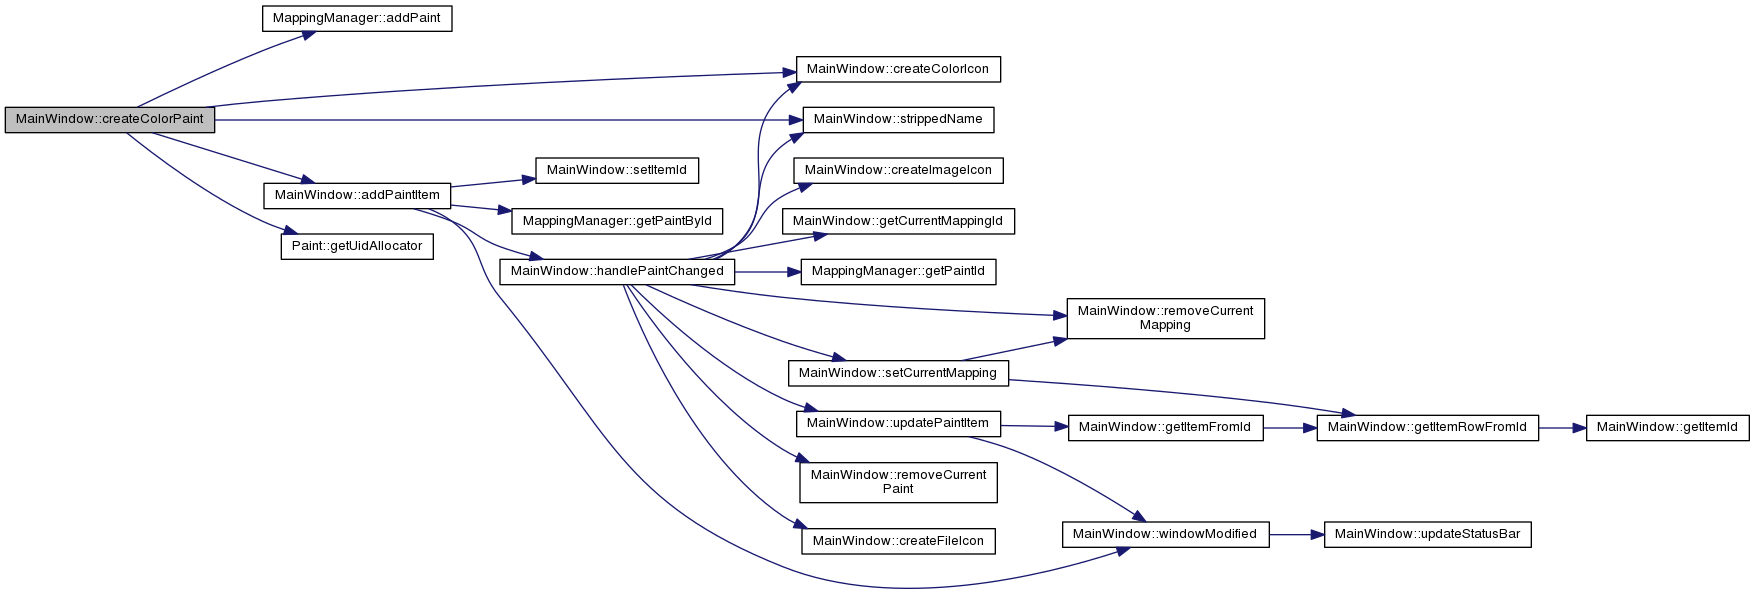 MappingManager::addPaint
MainWindow::createColorIcon
MainWindow::createColorPaint
MainWindow::strippedName
MainWindow::setItemId
MainWindow::createImageIcon
MainWindow::addPaintItem
MappingManager::getPaintById
MainWindow::getCurrentMappingId
Paint::getUidAllocator
MainWindow::handlePaintChanged
MappingManager::getPaintId
MainWindow::removeCurrent
Mapping
MainWindow::setCurrentMapping
MainWindow::updatePaintItem
MainWindow::getItemFromId
MainWindow::getItemRowFromId
MainWindow::getItemId
MainWindow::removeCurrent
Paint
MainWindow::createFileIcon
MainWindow::windowModified
MainWindow::updateStatusBar